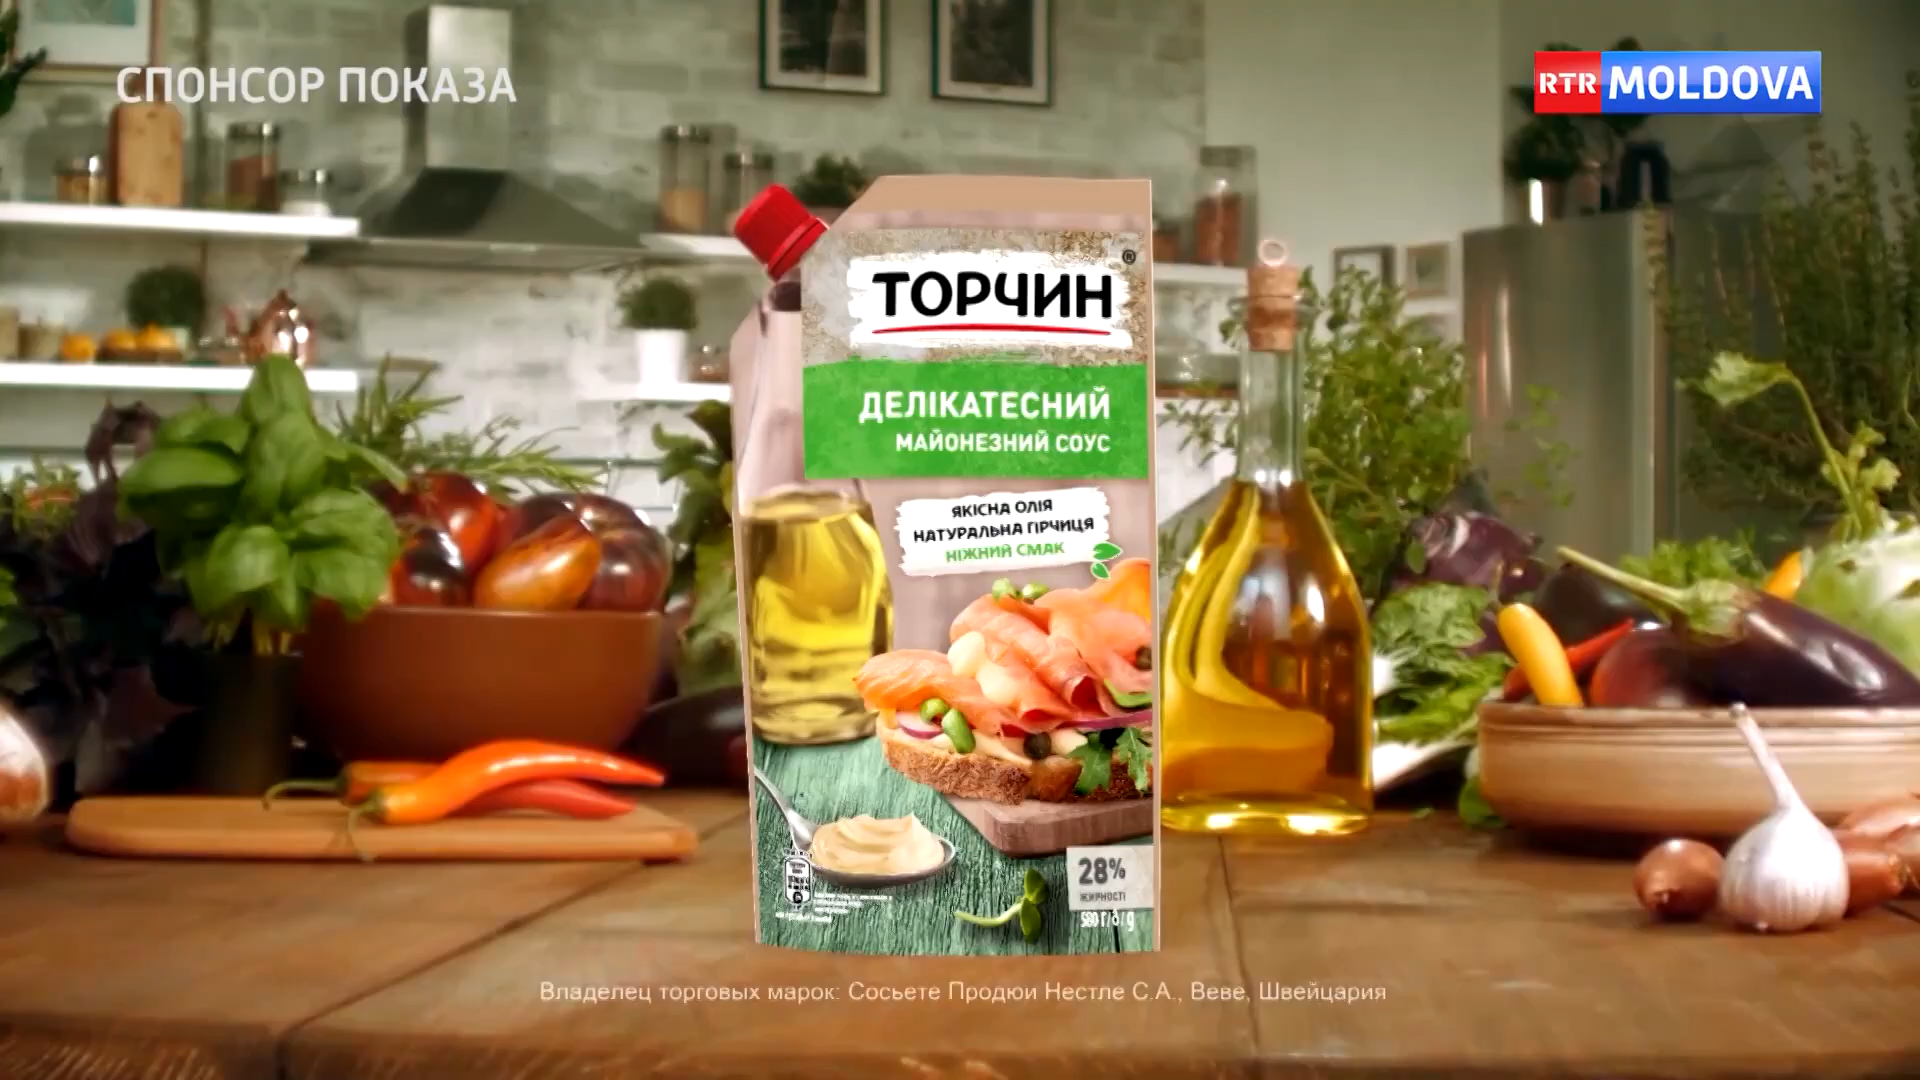 СПОНСОР ПОКАЗА
RTR MOLDOVA
ТОРЧИН
®
ДЕЛІКАТЕСНИЙ
МАЙОНЕЗНИЙ СОУС
ЯКІСНА ОЛІЯ
НАТУРАЛЬНА ГІРЧИЦЯ
НІЖНИЙ СМАК
28%
ЖИРНОСТІ
580 г/g
Владелец торговых марок: Сосьете Продюи Нестле С.А., Веве, Швейцария